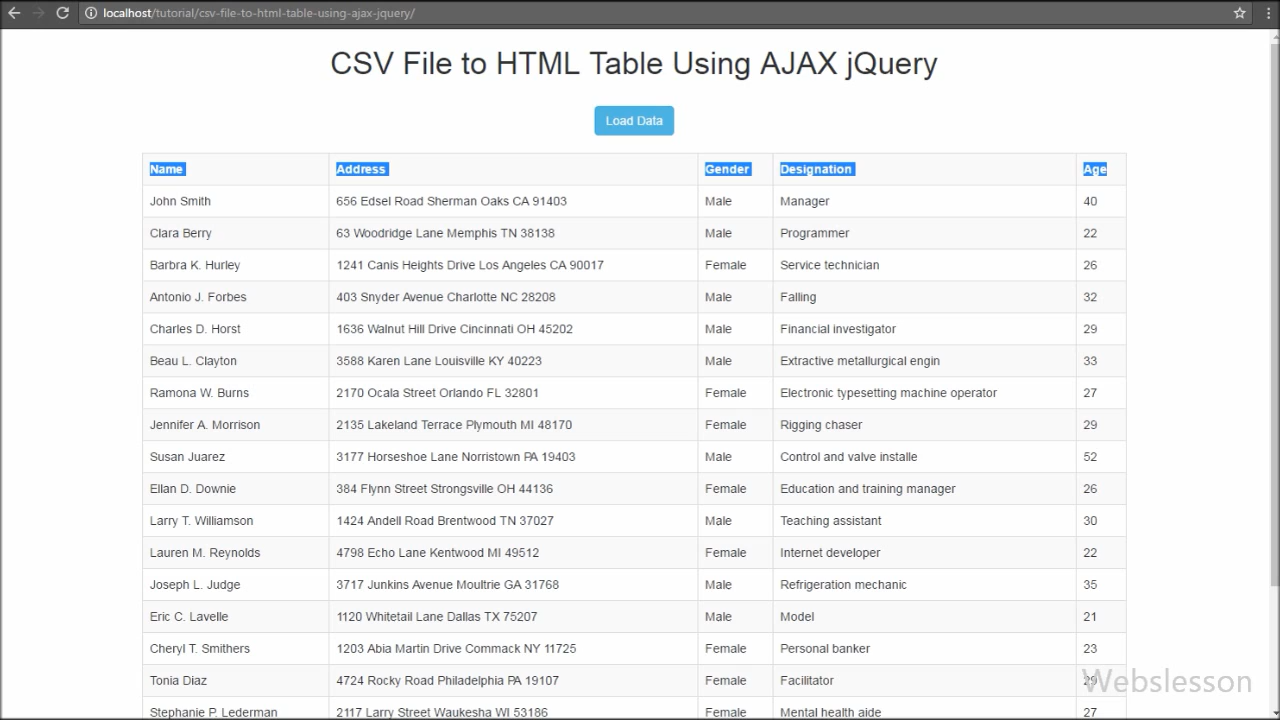 localhost/tutorial/csv-file-to-html-table-using-ajax-jquery/
CSV File to HTML Table Using AJAX jQuery
Load Data
Name Address Gender Designation Age
John Smith 656 Edsel Road Sherman Oaks CA 91403 Male Manager 40
Clara Berry 63 Woodridge Lane Memphis TN 38138 Male Programmer 22
Barbra K. Hurley 1241 Canis Heights Drive Los Angeles CA 90017 Female Service technician 26
Antonio J. Forbes 403 Snyder Avenue Charlotte NC 28208 Male Falling 32
Charles D. Horst 1636 Walnut Hill Drive Cincinnati OH 45202 Male Financial investigator 29
Beau L. Clayton 3588 Karen Lane Louisville KY 40223 Male Extractive metallurgical engin 33
Ramona W. Burns 2170 Ocala Street Orlando FL 32801 Female Electronic typesetting machine operator 27
Jennifer A. Morrison 2135 Lakeland Terrace Plymouth MI 48170 Female Rigging chaser 29
Susan Juarez 3177 Horseshoe Lane Norristown PA 19403 Male Control and valve installe 52
Ellan D. Downie 384 Flynn Street Strongsville OH 44136 Female Education and training manager 26
Larry T. Williamson 1424 Andell Road Brentwood TN 37027 Male Teaching assistant 30
Lauren M. Reynolds 4798 Echo Lane Kentwood MI 49512 Female Internet developer 22
Joseph L. Judge 3717 Junkins Avenue Moultrie GA 31768 Male Refrigeration mechanic 35
Eric C. Lavelle 1120 Whitetail Lane Dallas TX 75207 Male Model 21
Cheryl T. Smithers 1203 Abia Martin Drive Commack NY 11725 Female Personal banker 23
Tonia Diaz 4724 Rocky Road Philadelphia PA 19107 Female Facilitator 29
Webslesson
Stephanie P. Lederman 2117 Larry Street Waukesha WI 53186 Female Mental health aide 27